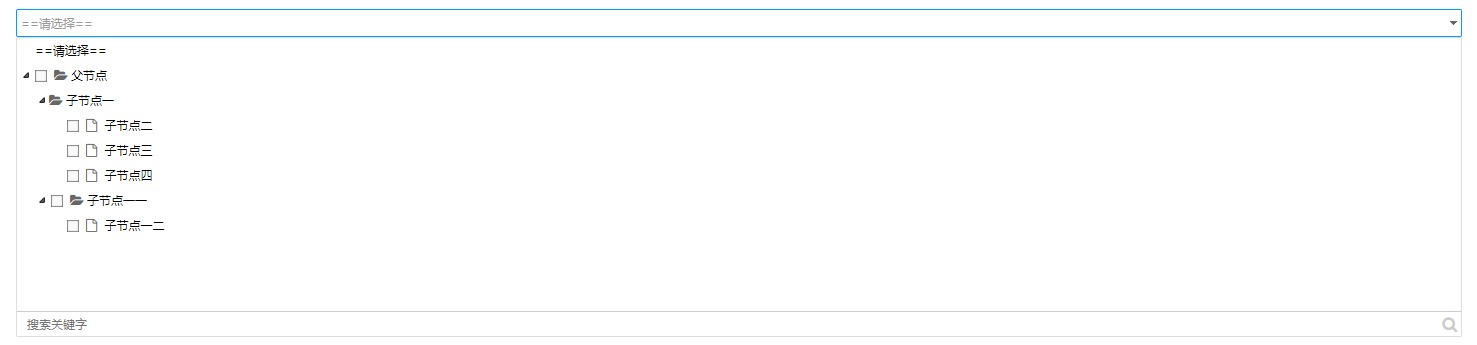 ==请选择==
==请选择==
父节点
子节点一
子节点二
子节点三
子节点四
子节点一一
子节点一二
搜索关键字